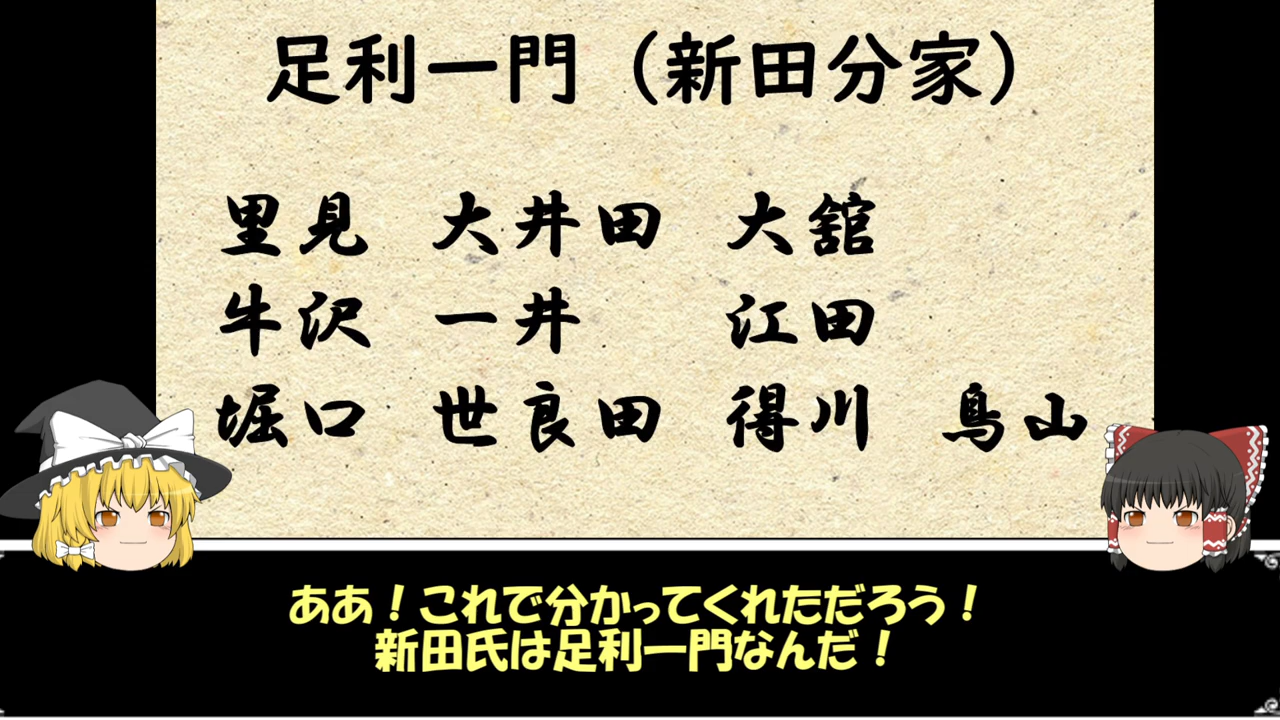 足利一門（新田分家）
里見 大井田 大舘
牛沢 一井 江田
堀口 世良田 得川 鳥山
ああ！これで分かってくれただろう！
新田氏は足利一門なんだ！